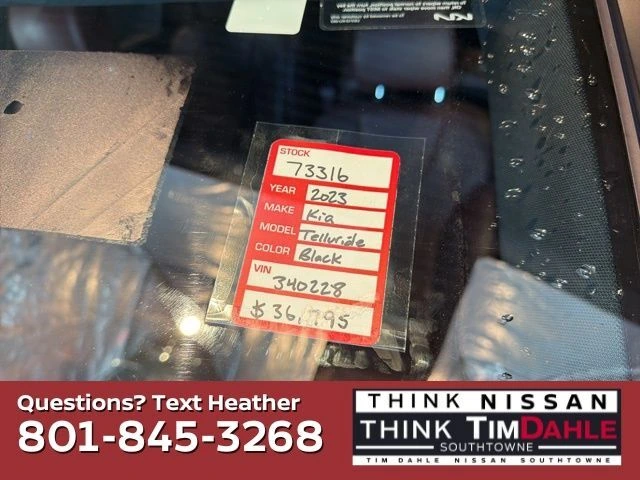 STOCK
73316
YEAR 2023
MAKE Kia
MODEL Telluride
COLOR Black
VIN
340228
$ 36,795
Questions? Text Heather
801-845-3268
THINK NISSAN
THINK TIMDAHLE
SOUTHTOWNE
TIM DAHLE NISSAN SOUTHTOWNE